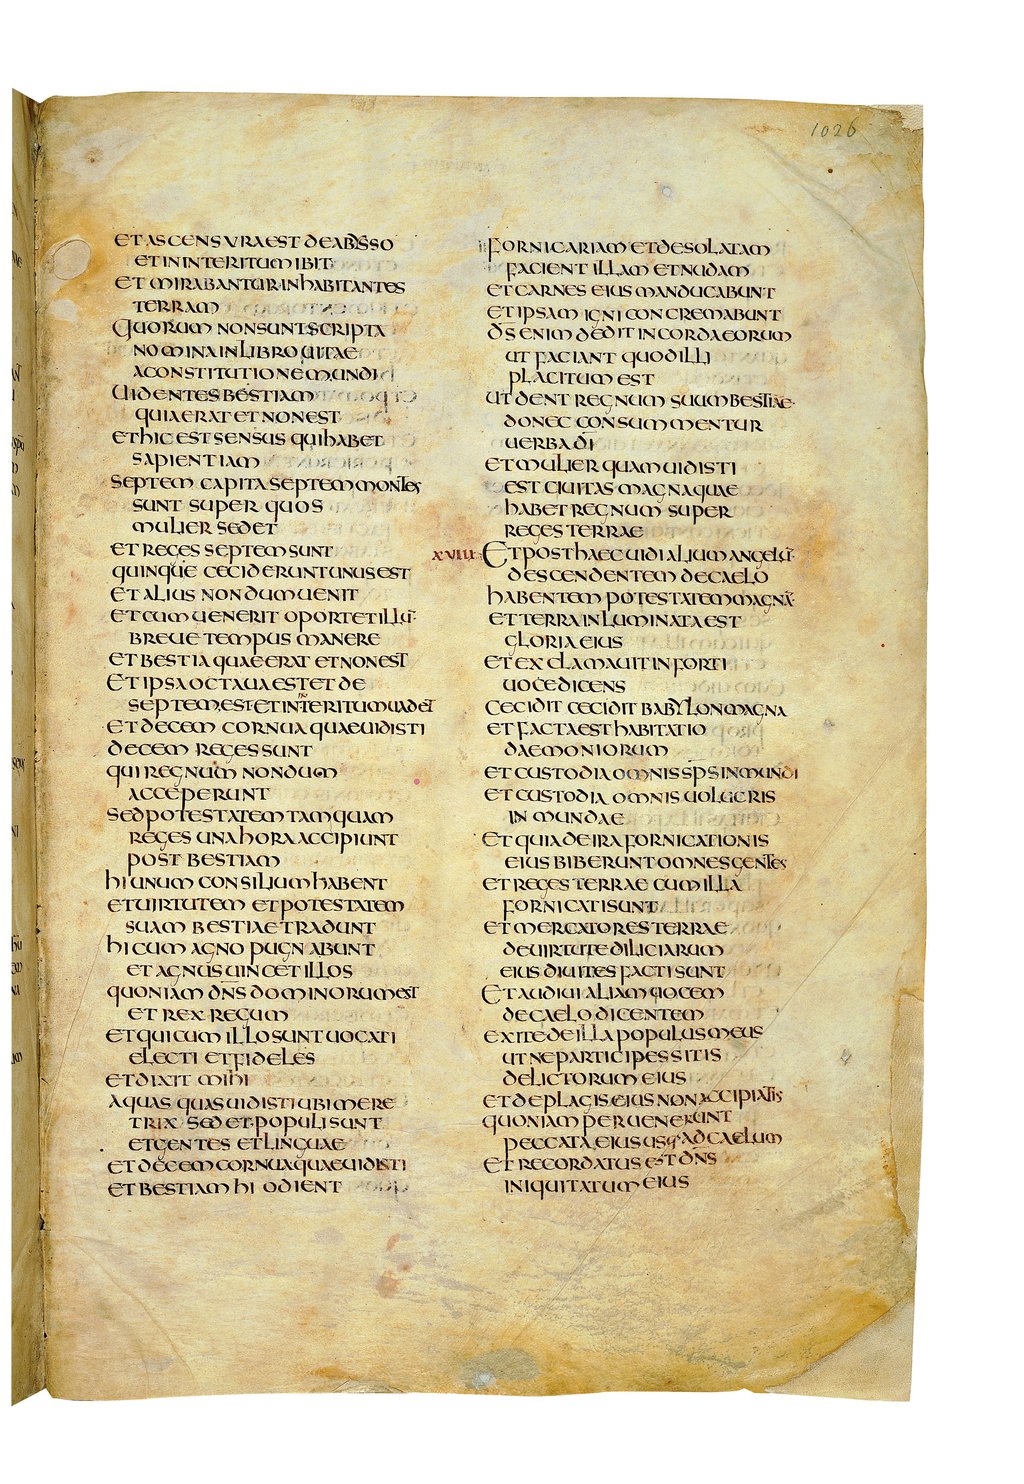 1026
ET ASCENSURA EST DE ABISSO
ET IN INTERITUM IBIT
ET MIRABANTUR INHABITANTES
TERRAM
QUORUM NON SUNT SCRIPTA
NOMINA IN LIBRO UITAE
A CONSTITUTIONE MUNDI
UIDENTES BESTIAM
QUIA ERAT ET NON EST
ET HIC EST SENSUS QUI HABET
SAPIENTIAM
SEPTEM CAPITA SEPTEM MONTES
SUNT SUPER QUOS
MULIER SEDET
ET REGES SEPTEM SUNT
QUINQUE CECIDERUNT UNUS EST
ET ALIUS NONDUM UENIT
ET CUM UENERIT OPORTET ILLŪ
BREUE TEMPUS MANERE
ET BESTIA QUAE ERAT ET NON EST
ET IPSA OCTAUA EST ET DE
SEPTEM EST ET IN INTERITUM UADET
ET DECEM CORNUA QUAE UIDISTI
DECEM REGES SUNT
QUI REGNUM NONDUM
ACCEPERUNT
SED POTESTATEM TAMQUAM
REGES UNA HORA ACCIPIUNT
POST BESTIAM
HI UNUM CONSILIUM HABENT
ET UIRTUTEM ET POTESTATEM
SUAM BESTIAE TRADUNT
HI CUM AGNO PUGNABUNT
ET AGNUS UINCET ILLOS
QUONIAM DN̅S DOMINORUM EST
ET REX REGUM
ET QUI CUM ILLO SUNT UOCATI
ELECTI ET FIDELES
ET DIXIT MIHI
AQUAS QUAS UIDISTI UBI MERE
TRIX SEDET POPULI SUNT
ET GENTES ET LINGUAE
ET DECEM CORNUA QUAE UIDISTI
ET BESTIAM HI ODIENT
FORNICARIAM ET DESOLATAM
FACIENT ILLAM ET NUDAM
ET CARNES EIUS MANDUCABUNT
ET IPSAM IGNI CONCREMABUNT
D̅S ENIM DEDIT IN CORDA EORUM
UT FACIANT QUOD ILLI
PLACITUM EST
UT DENT REGNUM SUUM BESTIAE
DONEC CONSUMMENTUR
UERBA D̅I
ET MULIER QUAM UIDISTI
EST CIUITAS MAGNA QUAE
HABET REGNUM SUPER
REGES TERRAE
XVIII ET POST HAEC UIDI ALIUM ANGELŪ
DESCENDENTEM DE CAELO
HABENTEM POTESTATEM MAGNĀ
ET TERRA INLUMINATA EST
GLORIA EIUS
ET EXCLAMAUIT IN FORTI
UOCE DICENS
CECIDIT CECIDIT BABYLON MAGNA
ET FACTA EST HABITATIO
DAEMONIORUM
ET CUSTODIA OMNIS SP̅S INMUNDI
ET CUSTODIA OMNIS UOLUCRIS
INMUNDAE
ET QUIA DE IRA FORNICATIONIS
EIUS BIBERUNT OMNES GENTES
ET REGES TERRAE CUM ILLA
FORNICATI SUNT
ET MERCATORES TERRAE
DE UIRTUTE DILICIARUM
EIUS DIUITES FACTI SUNT
ET AUDIUI ALIAM UOCEM
DE CAELO DICENTEM
EXITE DE ILLA POPULUS MEUS
UT NE PARTICIPES SITIS
DELICTORUM EIUS
ET DE PLAGIS EIUS NON ACCIPIATIS
QUONIAM PERUENERUNT
PECCATA EIUS USQ· AD CAELUM
ET RECORDATUS EST DN̅S
INIQUITATUM EIUS